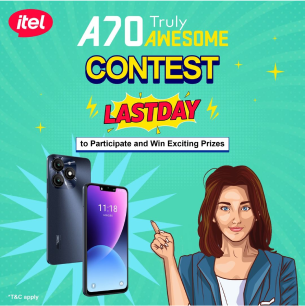 itel
A70 Truly
AWESOME
CONTEST
LASTDAY
to Participate and Win Exciting Prizes
11:18
*T&C apply